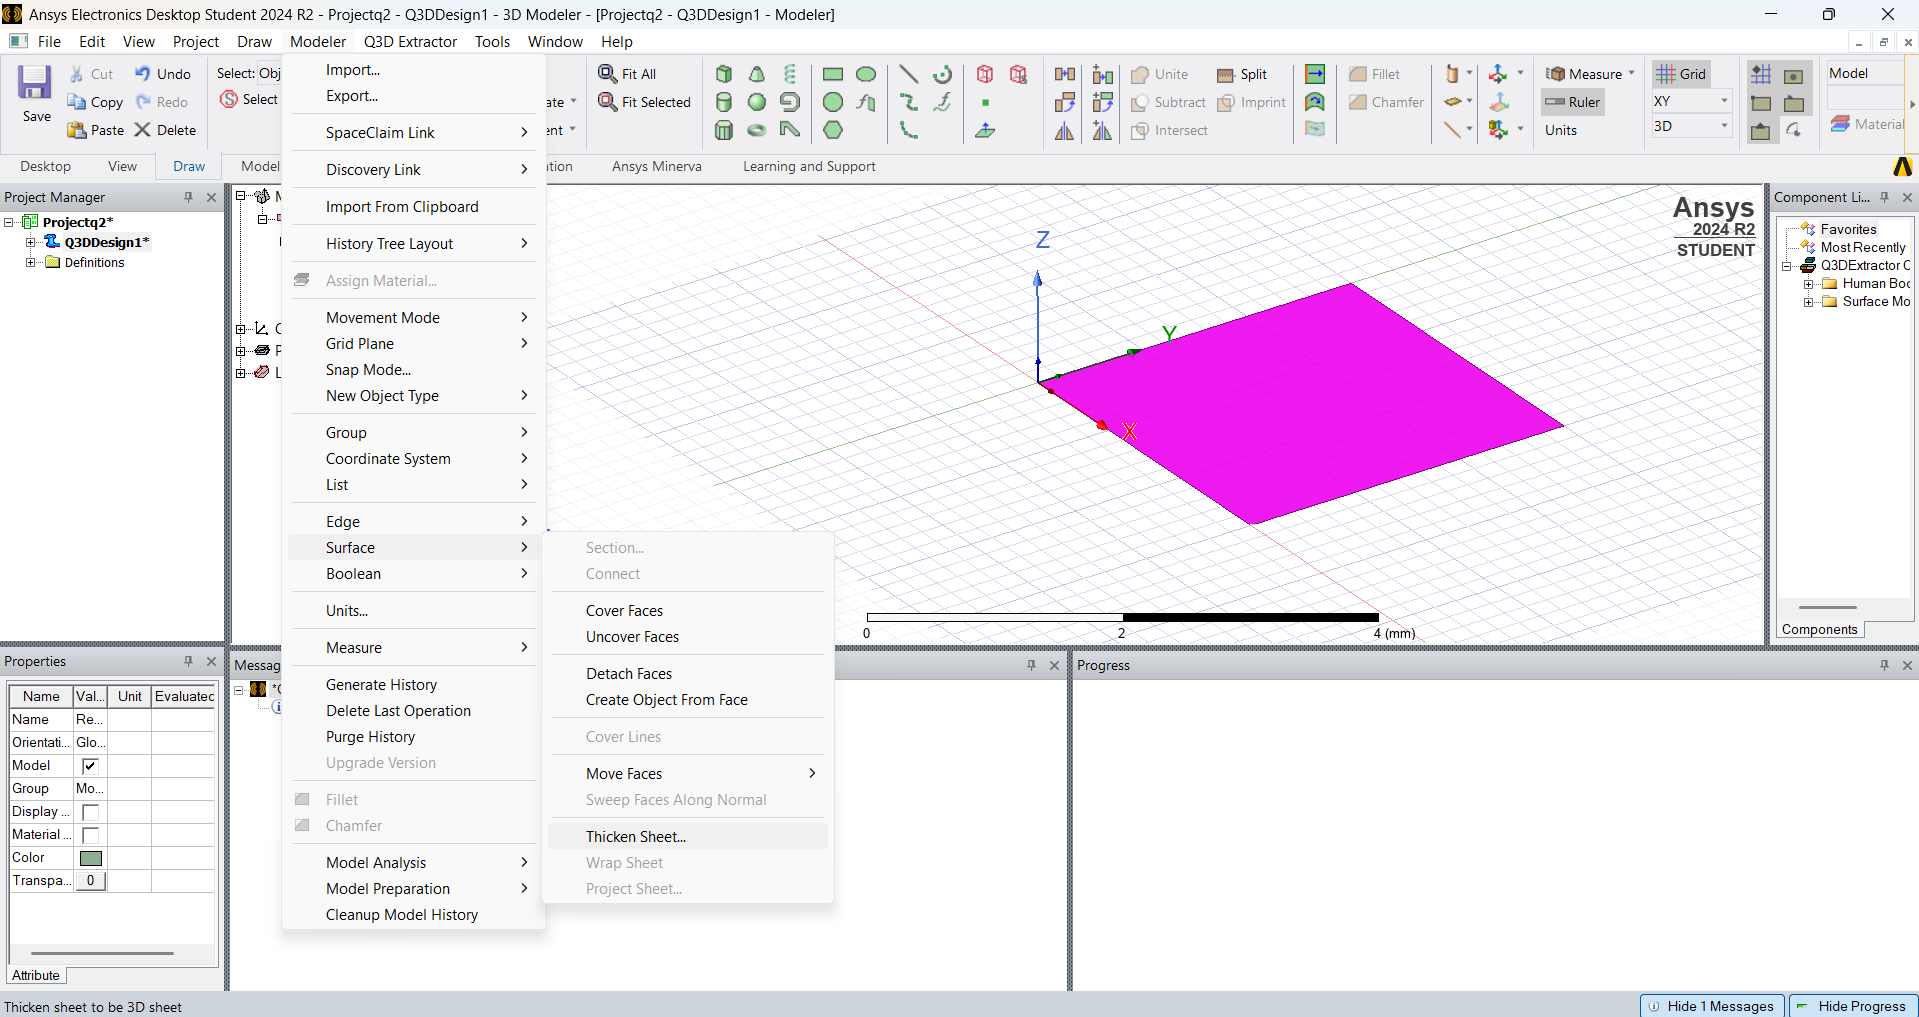 Ansys Electronics Desktop Student 2024 R2 - Projectq2 - Q3DDesign1 - 3D Modeler - [Projectq2 - Q3DDesign1 - Modeler]
File Edit View Project Draw Modeler Q3D Extractor Tools Window Help
Save
Cut
Copy
Paste
Undo
Redo
Delete
Select: Obj
Select
ate
ent
Fit All
Fit Selected
Unite
Subtract
Intersect
Split
Imprint
Fillet
Chamfer
Measure
Ruler
Units
Grid
XY
3D
Model
Material
Desktop View Draw Model tion Ansys Minerva Learning and Support
Import...
Export...
SpaceClaim Link
Discovery Link
Import From Clipboard
History Tree Layout
Assign Material...
Movement Mode
Grid Plane
Snap Mode...
New Object Type
Group
Coordinate System
List
Edge
Surface
Boolean
Units...
Measure
Generate History
Delete Last Operation
Purge History
Upgrade Version
Fillet
Chamfer
Model Analysis
Model Preparation
Cleanup Model History
Section...
Connect
Cover Faces
Uncover Faces
Detach Faces
Create Object From Face
Cover Lines
Move Faces
Sweep Faces Along Normal
Thicken Sheet...
Wrap Sheet
Project Sheet...
Project Manager
Projectq2*
Q3DDesign1*
Definitions
Z
Y
X
Ansys
2024 R2
STUDENT
0 2 4 (mm)
Component Li...
Favorites
Most Recently
Q3DExtractor C
Human Boc
Surface Mo
Components
Properties
Name Val... Unit Evaluated
Name Re...
Orientati... Glo...
Model
Group Mo...
Display ...
Material ...
Color
Transpa... 0
Attribute
Messag
Progress
Thicken sheet to be 3D sheet
Hide 1 Messages
Hide Progress